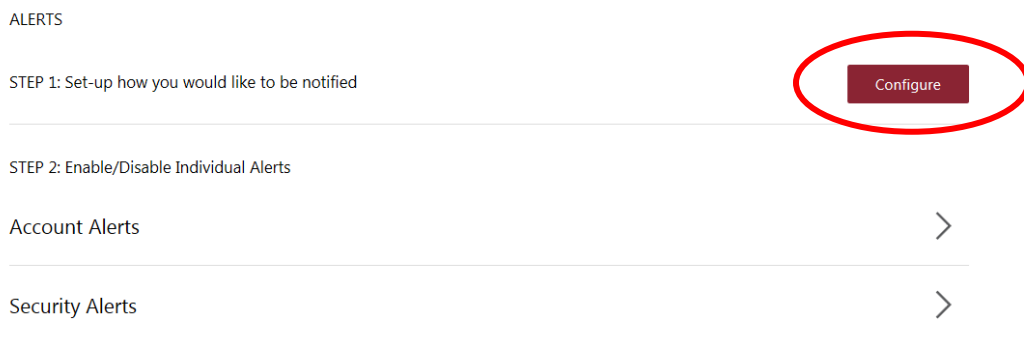 ALERTS
STEP 1: Set-up how you would like to be notified
Configure
STEP 2: Enable/Disable Individual Alerts
Account Alerts
Security Alerts